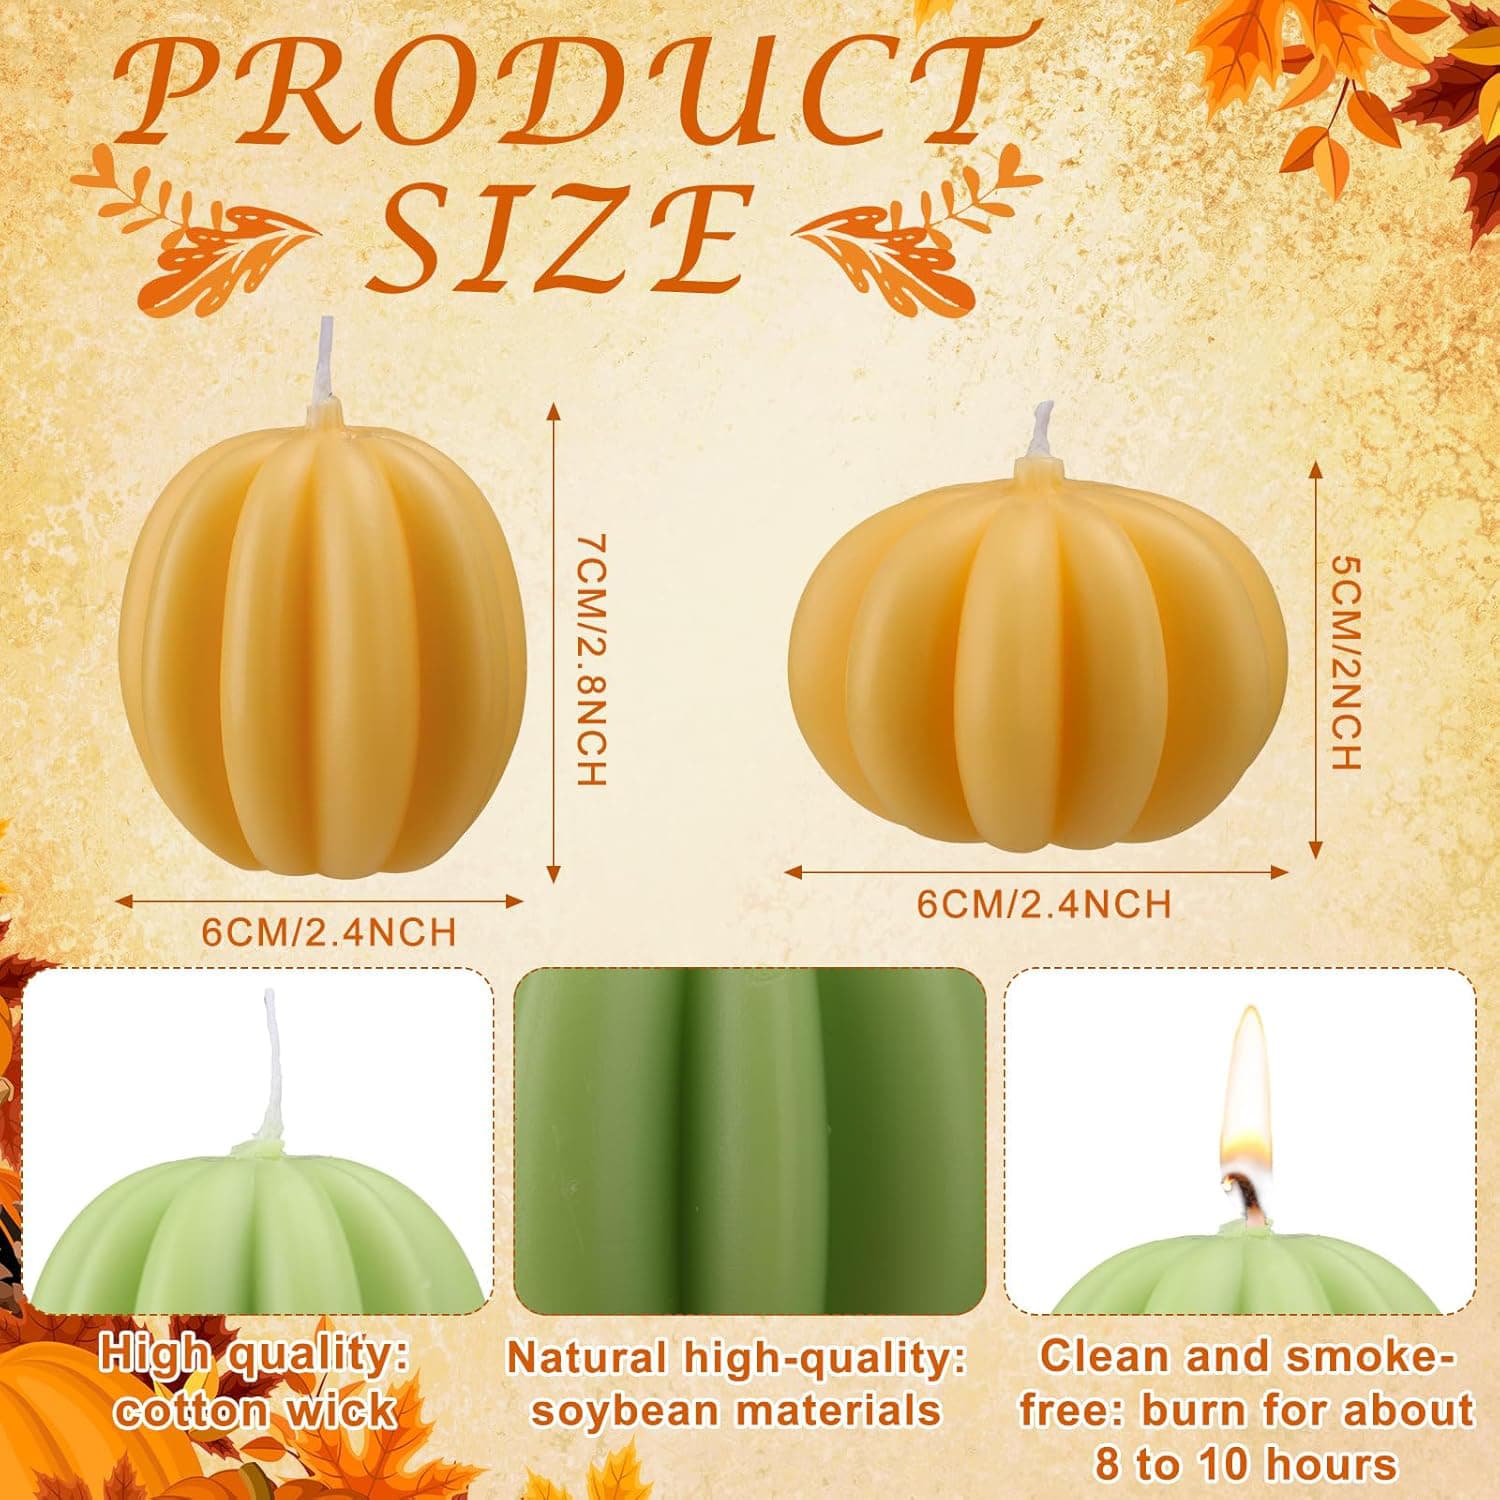 PRODUCT
SIZE
7CM/2.8NCH
6CM/2.4NCH
5CM/2NCH
6CM/2.4NCH
High quality:
cotton wick
Natural high-quality:
soybean materials
Clean and smoke-
free: burn for about
8 to 10 hours